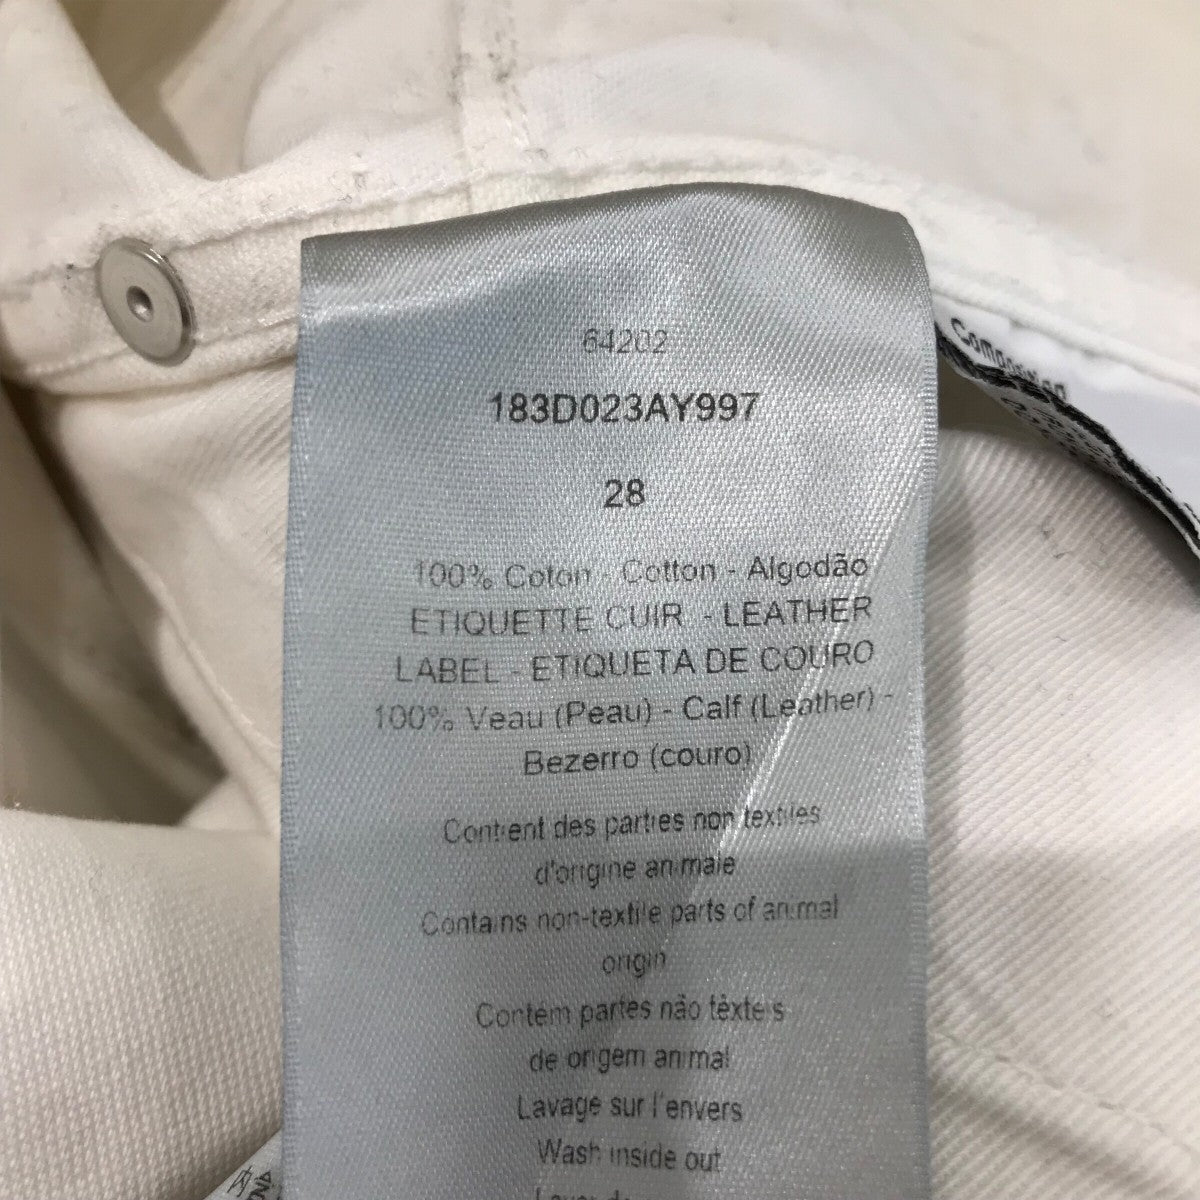 64202
183D023AY997
28
100% Coton - Cotton - Algodão
ETIQUETTE CUIR - LEATHER
LABEL - ETIQUETA DE COURO
100% Veau (Peau) - Calf (Leather) -
Bezerro (couro)
Contient des parties non textiles
d'origine animale
Contains non-textile parts of animal
origin
Contém partes não têxteis
de origem animal
Lavage sur l'envers
Wash inside out
Composition